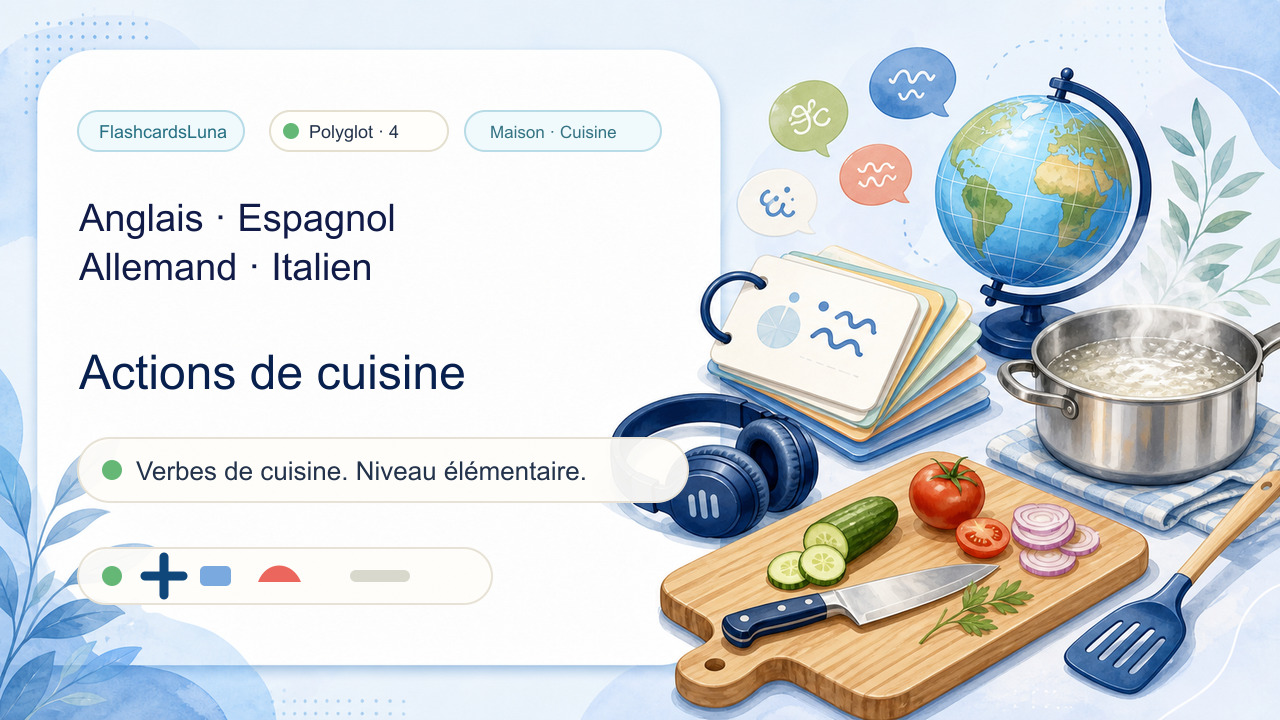 FlashcardsLuna
Polyglot · 4
Maison · Cuisine
Anglais · Espagnol
Allemand · Italien
Actions de cuisine
Verbes de cuisine. Niveau élémentaire.